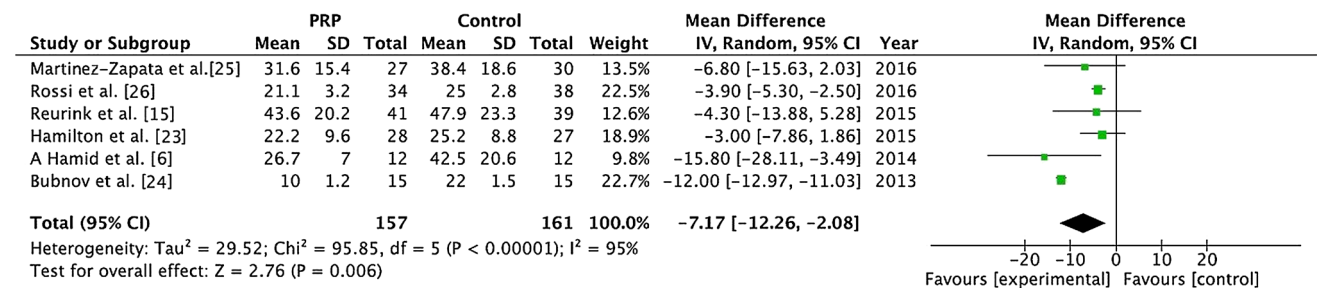 PRP Control Mean Difference Mean Difference
Study or Subgroup Mean SD Total Mean SD Total Weight IV, Random, 95% CI Year IV, Random, 95% CI
Martinez-Zapata et al.[25] 31.6 15.4 27 38.4 18.6 30 13.5% -6.80 [-15.63, 2.03] 2016
Rossi et al. [26] 21.1 3.2 34 25 2.8 38 22.5% -3.90 [-5.30, -2.50] 2016
Reurink et al. [15] 43.6 20.2 41 47.9 23.3 39 12.6% -4.30 [-13.88, 5.28] 2015
Hamilton et al. [23] 22.2 9.6 28 25.2 8.8 27 18.9% -3.00 [-7.86, 1.86] 2015
A Hamid et al. [6] 26.7 7 12 42.5 20.6 12 9.8% -15.80 [-28.11, -3.49] 2014
Bubnov et al. [24] 10 1.2 15 22 1.5 15 22.7% -12.00 [-12.97, -11.03] 2013
Total (95% CI) 157 161 100.0% -7.17 [-12.26, -2.08]
Heterogeneity: Tau² = 29.52; Chi² = 95.85, df = 5 (P < 0.00001); I² = 95%
Test for overall effect: Z = 2.76 (P = 0.006)
-20 -10 0 10 20
Favours [experimental] Favours [control]